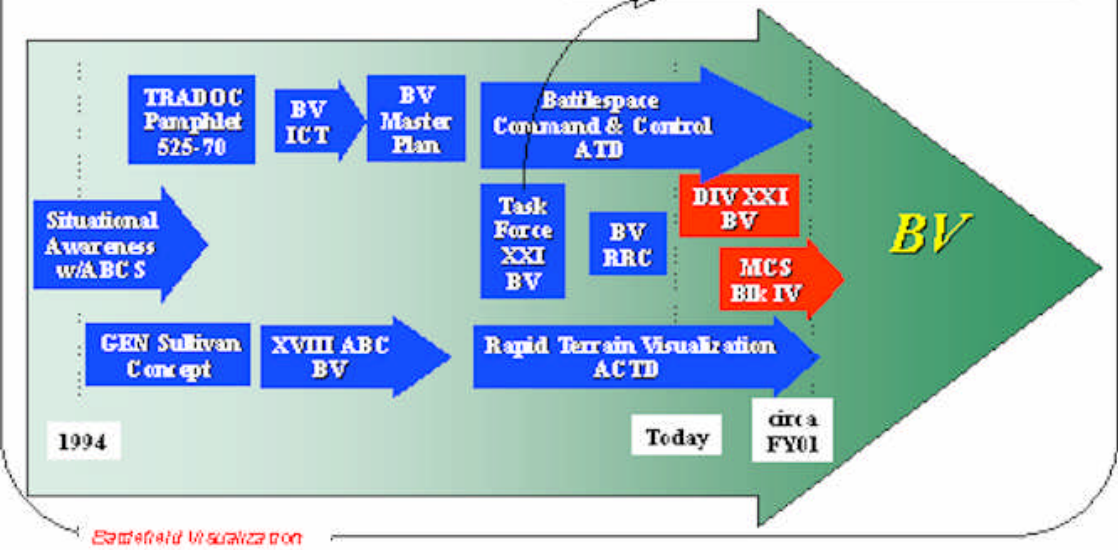 TRADOC
Pamphlet
525-70
BV
ICT
BV
Master
Plan
Battlespace
Command & Control
ATD
Situational
Awareness
w/ABCS
Task
Force
XXI
BV
BV
RRC
DIV XXI
BV
MCS
Blk IV
BV
GEN Sullivan
Concept
XVIII ABC
BV
Rapid Terrain Visualization
ACTD
1994
Today
circa
FY01
Battlefield Visualization